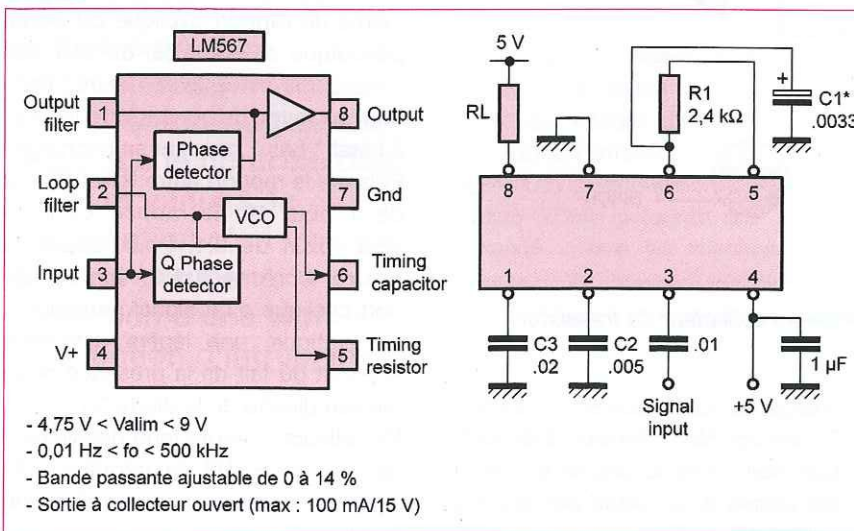 LM567
Output filter
1
8
Output
I Phase detector
Loop filter
2
7
Gnd
VCO
Input
3
Q Phase detector
6
Timing capacitor
V+
4
5
Timing resistor
- 4,75 V < Valim < 9 V
- 0,01 Hz < fo < 500 kHz
- Bande passante ajustable de 0 à 14 %
- Sortie à collecteur ouvert (max : 100 mA/15 V)
5 V
RL
R1
2,4 kΩ
+
C1*
.0033
8
7
6
5
1
2
3
4
C3
.02
C2
.005
.01
1 µF
Signal input
+5 V